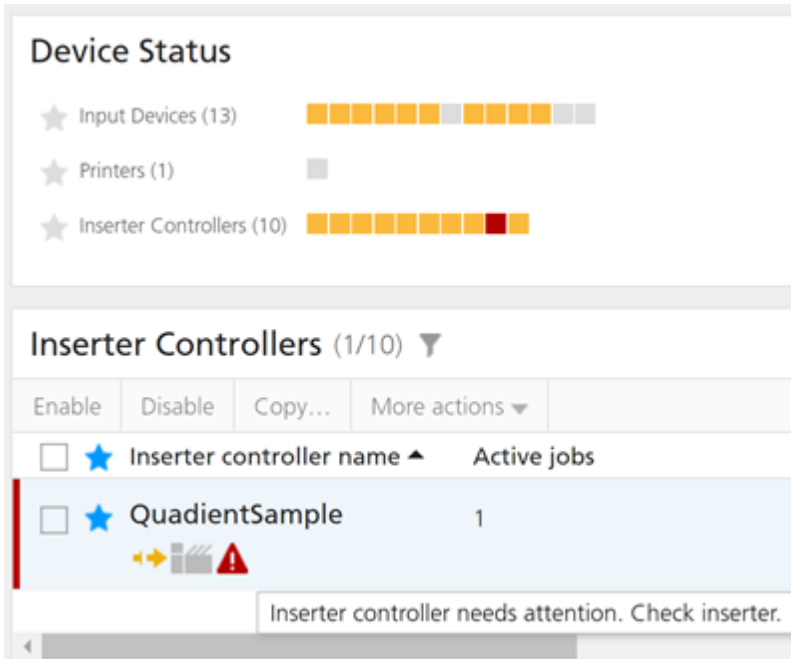 Device Status
Input Devices (13)
Printers (1)
Inserter Controllers (10)
Inserter Controllers (1/10)
Enable Disable Copy... More actions
Inserter controller name Active jobs
QuadientSample 1
Inserter controller needs attention. Check inserter.